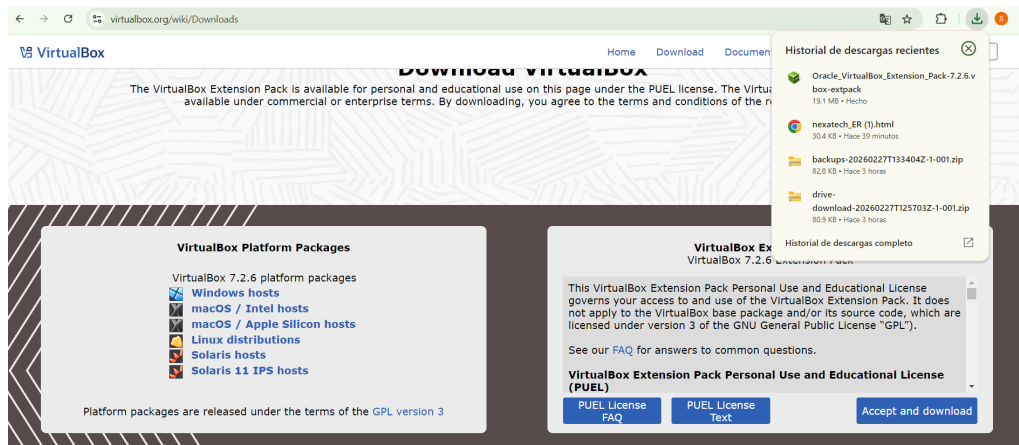 virtualbox.org/wiki/Downloads
S
VirtualBox
Home
Download
Documen
Download VirtualBox
The VirtualBox Extension Pack is available for personal and educational use on this page under the PUEL license. The Virtua
available under commercial or enterprise terms. By downloading, you agree to the terms and conditions of the re
Historial de descargas recientes
Oracle_VirtualBox_Extension_Pack-7.2.6.v
box-extpack
19.1 MB • Hecho
nexatech_ER (1).html
30,4 KB • Hace 39 minutos
backups-20260227T133404Z-1-001.zip
82.8 KB • Hace 3 horas
drive-
download-20260227T125703Z-1-001.zip
80,9 KB • Hace 3 horas
Historial de descargas completo
VirtualBox Platform Packages
VirtualBox 7.2.6 platform packages
Windows hosts
macOS / Intel hosts
macOS / Apple Silicon hosts
Linux distributions
Solaris hosts
Solaris 11 IPS hosts
Platform packages are released under the terms of the GPL version 3
VirtualBox Ex
VirtualBox 7.2.6 Extension Pack
This VirtualBox Extension Pack Personal Use and Educational License
governs your access to and use of the VirtualBox Extension Pack. It does
not apply to the VirtualBox base package and/or its source code, which are
licensed under version 3 of the GNU General Public License “GPL”).
See our FAQ for answers to common questions.
VirtualBox Extension Pack Personal Use and Educational License
(PUEL)
PUEL License
FAQ
PUEL License
Text
Accept and download